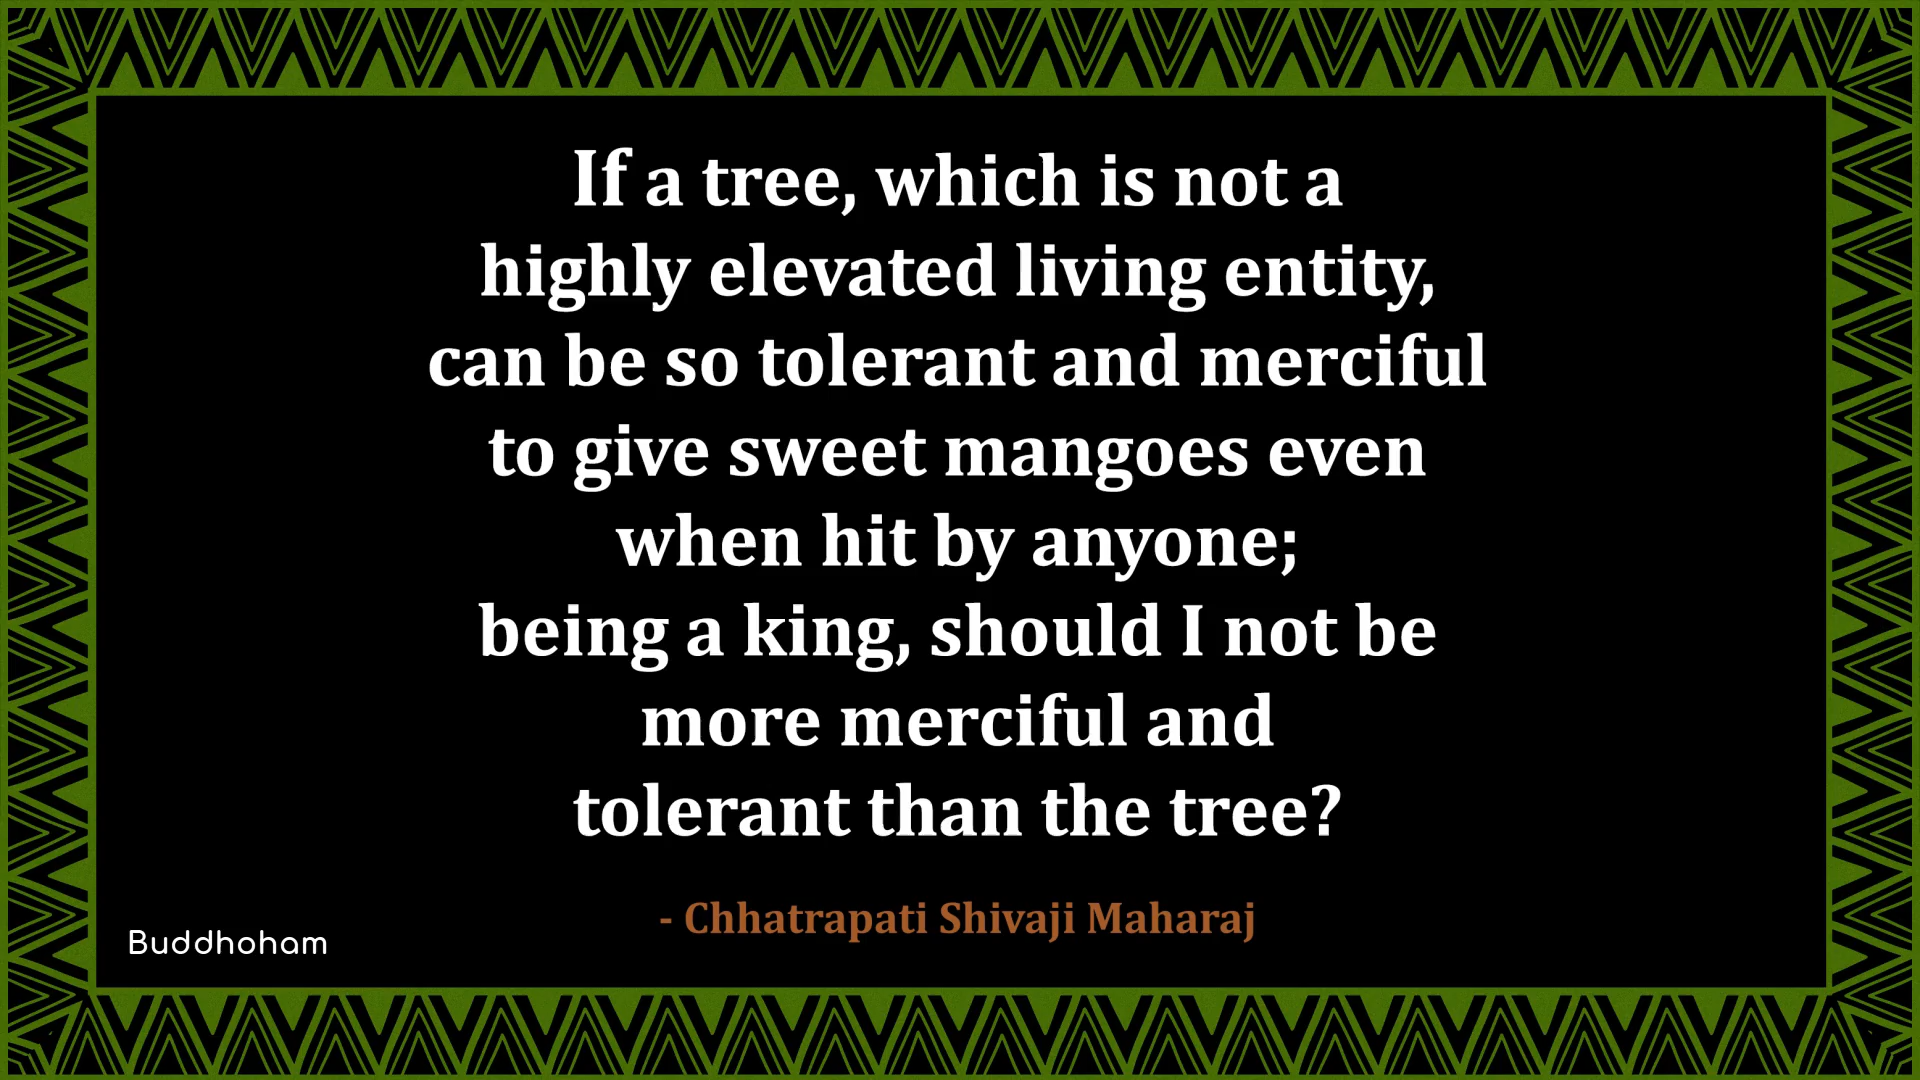 If a tree, which is not a
highly elevated living entity,
can be so tolerant and merciful
to give sweet mangoes even
when hit by anyone;
being a king, should I not be
more merciful and
tolerant than the tree?
- Chhatrapati Shivaji Maharaj
Buddhoham